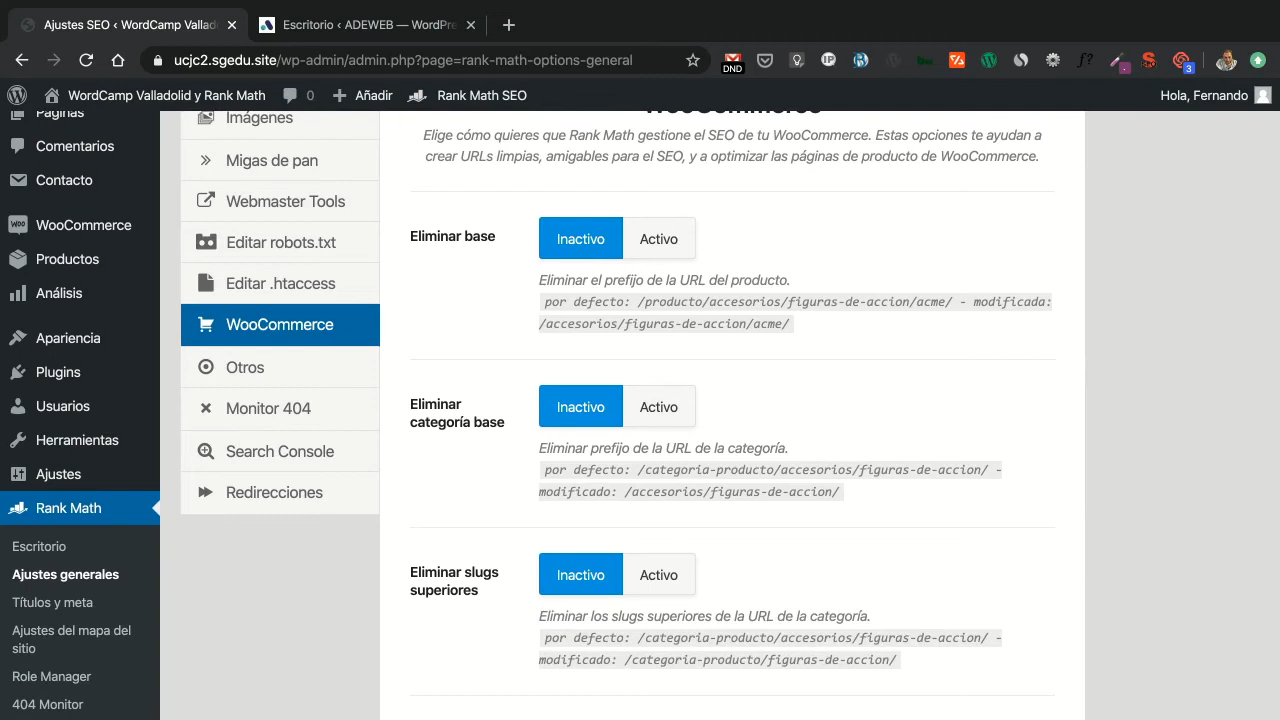 Ajustes SEO ‹ WordCamp Vallad
Escritorio ‹ ADEWEB — WordPre
ucjc2.sgedu.site/wp-admin/admin.php?page=rank-math-options-general
DND
3
WordCamp Valladolid y Rank Math
0
Añadir
Rank Math SEO
Hola, Fernando
Páginas
Comentarios
Contacto
WooCommerce
Productos
Análisis
Apariencia
Plugins
Usuarios
Herramientas
Ajustes
Rank Math
Escritorio
Ajustes generales
Títulos y meta
Ajustes del mapa del
sitio
Role Manager
404 Monitor
Imágenes
Migas de pan
Webmaster Tools
Editar robots.txt
Editar .htaccess
WooCommerce
Otros
Monitor 404
Search Console
Redirecciones
WooCommerce
Elige cómo quieres que Rank Math gestione el SEO de tu WooCommerce. Estas opciones te ayudan a
crear URLs limpias, amigables para el SEO, y a optimizar las páginas de producto de WooCommerce.
Eliminar base
Inactivo Activo
Eliminar el prefijo de la URL del producto.
por defecto: /producto/accesorios/figuras-de-accion/acme/ - modificada:
/accesorios/figuras-de-accion/acme/
Eliminar
categoría base
Inactivo Activo
Eliminar prefijo de la URL de la categoría.
por defecto: /categoria-producto/accesorios/figuras-de-accion/ -
modificado: /accesorios/figuras-de-accion/
Eliminar slugs
superiores
Inactivo Activo
Eliminar los slugs superiores de la URL de la categoría.
por defecto: /categoria-producto/accesorios/figuras-de-accion/ -
modificado: /categoria-producto/figuras-de-accion/